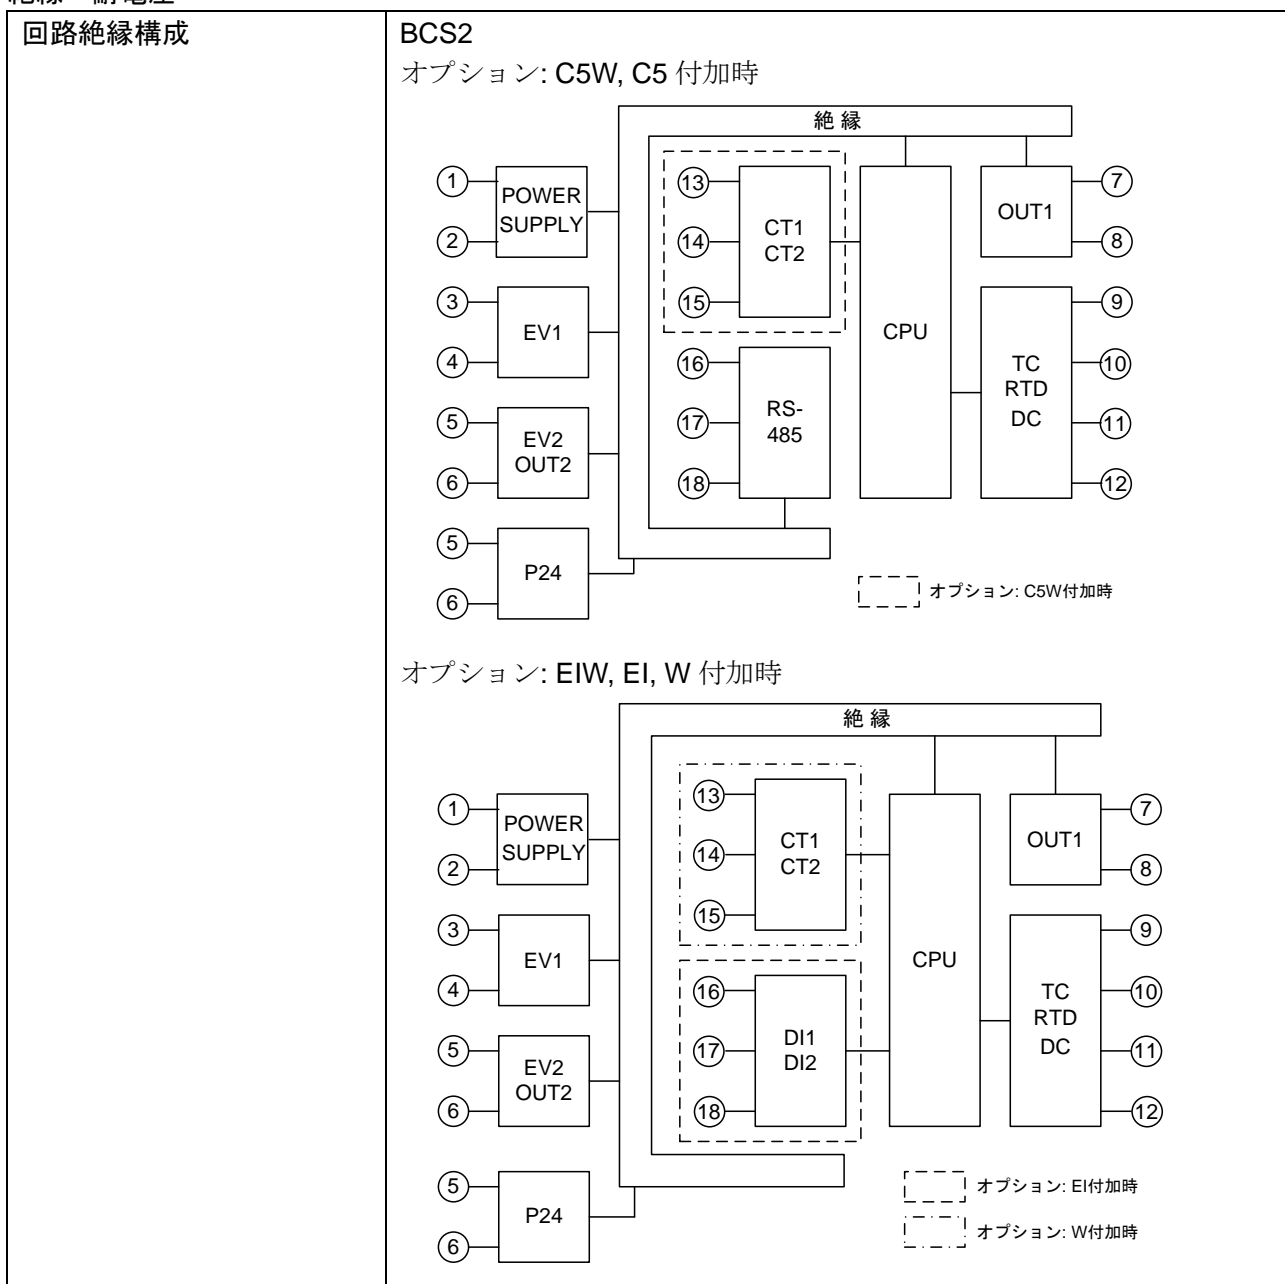 回路絶縁構成
BCS2
オプション: C5W, C5 付加時
絶 縁
1
2
POWER
SUPPLY
3
4
EV1
5
6
EV2
OUT2
5
6
P24
13
14
15
CT1
CT2
16
17
18
RS-
485
CPU
OUT1
7
8
TC
RTD
DC
9
10
11
12
オプション: C5W付加時
オプション: EIW, EI, W 付加時
絶 縁
1
2
POWER
SUPPLY
3
4
EV1
5
6
EV2
OUT2
5
6
P24
13
14
15
CT1
CT2
16
17
18
DI1
DI2
CPU
OUT1
7
8
TC
RTD
DC
9
10
11
12
オプション: EI付加時
オプション: W付加時